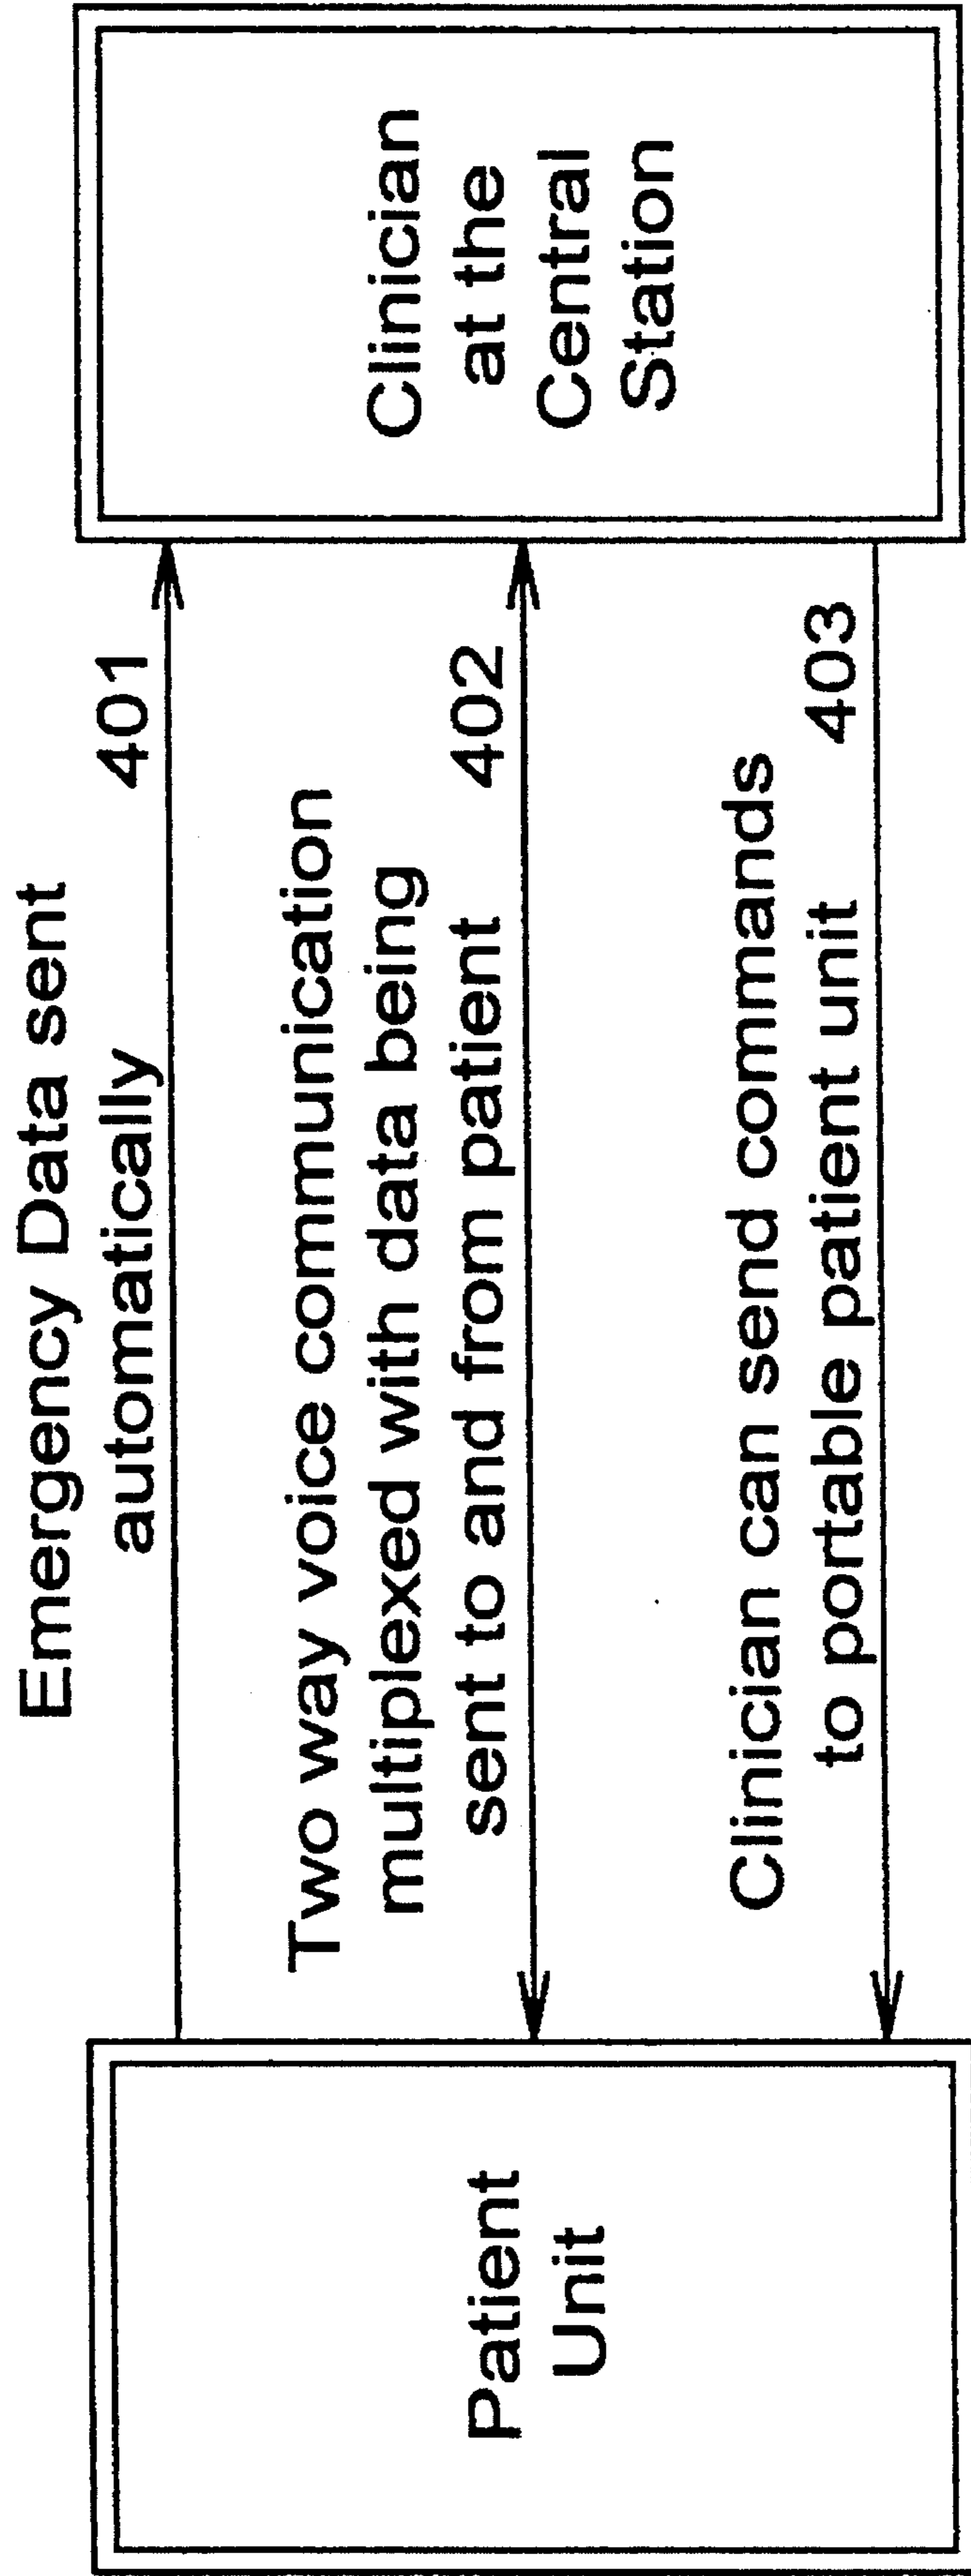 Emergency Data sent
automatically
401
Two way voice communication
multiplexed with data being
sent to and from patient
402
Clinician can send commands
to portable patient unit
403
Patient
Unit
Clinician
at the
Central
Station